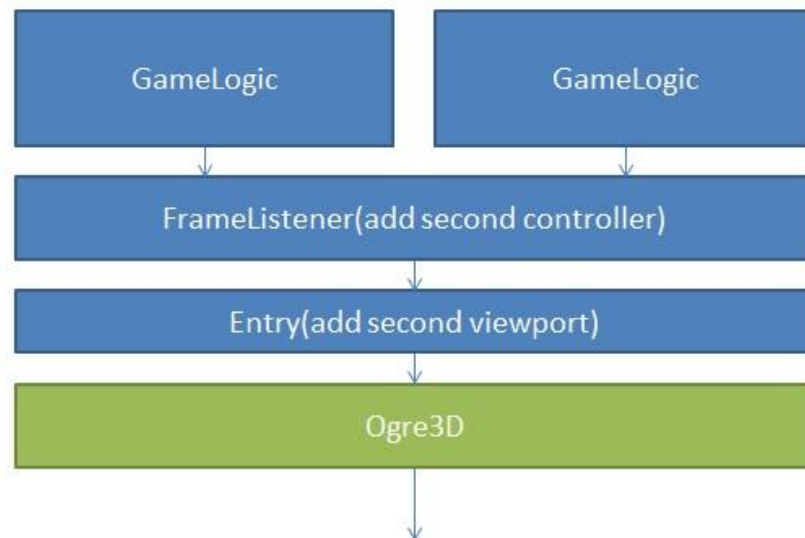 GameLogic
GameLogic
FrameListener(add second controller)
Entry(add second viewport)
Ogre3D